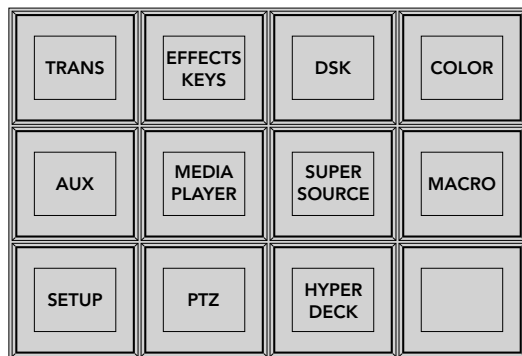 TRANS
EFFECTS
KEYS
DSK
COLOR
AUX
MEDIA
PLAYER
SUPER
SOURCE
MACRO
SETUP
PTZ
HYPER
DECK